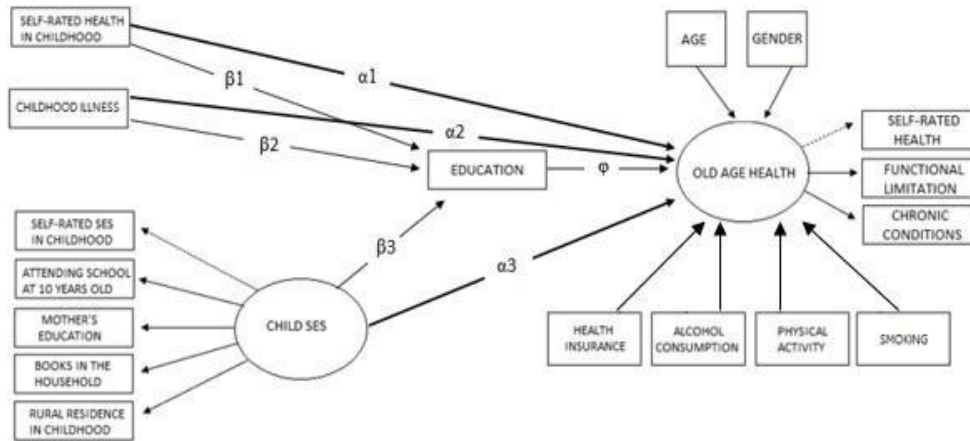 SELF-RATED HEALTH
IN CHILDHOOD
CHILDHOOD ILLNESS
β1
β2
α1
α2
AGE
GENDER
EDUCATION
φ
OLD AGE HEALTH
SELF-RATED
HEALTH
FUNCTIONAL
LIMITATION
CHRONIC
CONDITIONS
SELF-RATED SES
IN CHILDHOOD
ATTENDING SCHOOL
AT 10 YEARS OLD
MOTHER'S
EDUCATION
BOOKS IN THE
HOUSEHOLD
RURAL RESIDENCE
IN CHILDHOOD
CHILD SES
β3
α3
HEALTH
INSURANCE
ALCOHOL
CONSUMPTION
PHYSICAL
ACTIVITY
SMOKING